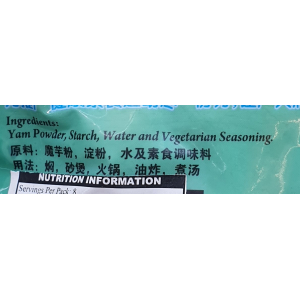 Ingredients:
Yam Powder, Starch, Water and Vegetarian Seasoning.
原料：魔芋粉，淀粉，水及素食调味料
用法：焖，砂煲，火锅，油炸，煮汤
NUTRITION INFORMATION
Servings Per Pack 8